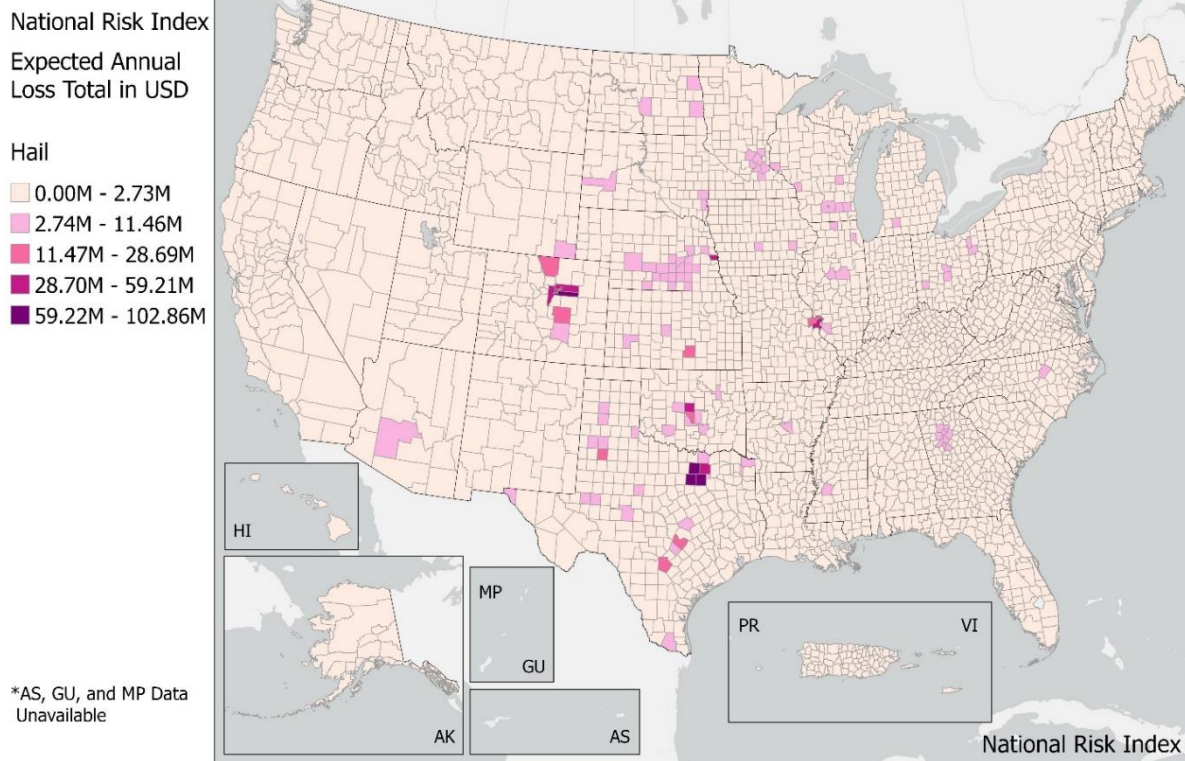 National Risk Index
Expected Annual
Loss Total in USD
Hail
0.00M - 2.73M
2.74M - 11.46M
11.47M - 28.69M
28.70M - 59.21M
59.22M - 102.86M
*AS, GU, and MP Data
Unavailable
HI
AK
MP
GU
AS
PR
VI
National Risk Index